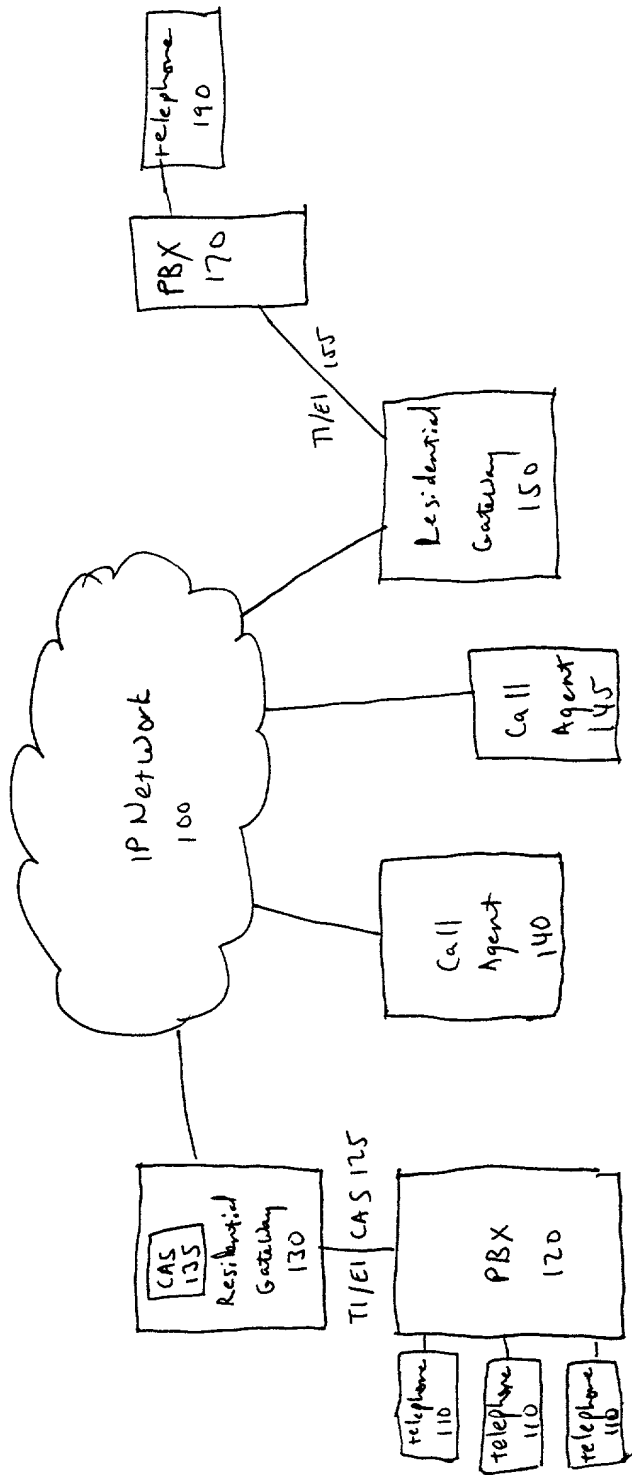 IP Network
100
CAS
135
Residential
Gateway
130
T1/E1 CAS 125
PBX
120
telephone
110
telephone
110
telephone
110
Call
Agent
140
Call
Agent
145
Residential
Gateway
150
T1/E1 155
PBX
170
telephone
190